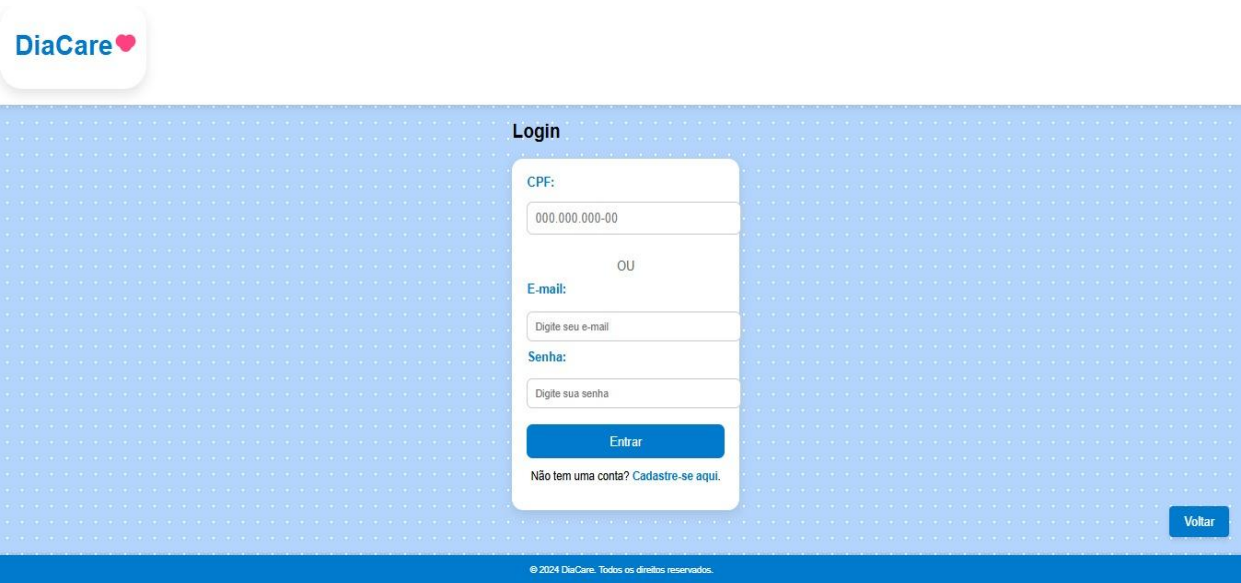 DiaCare
Login
CPF:
000.000.000-00
OU
E-mail:
Digite seu e-mail
Senha:
Digite sua senha
Entrar
Não tem uma conta? Cadastre-se aqui.
Voltar
© 2024 DiaCare. Todos os direitos reservados.